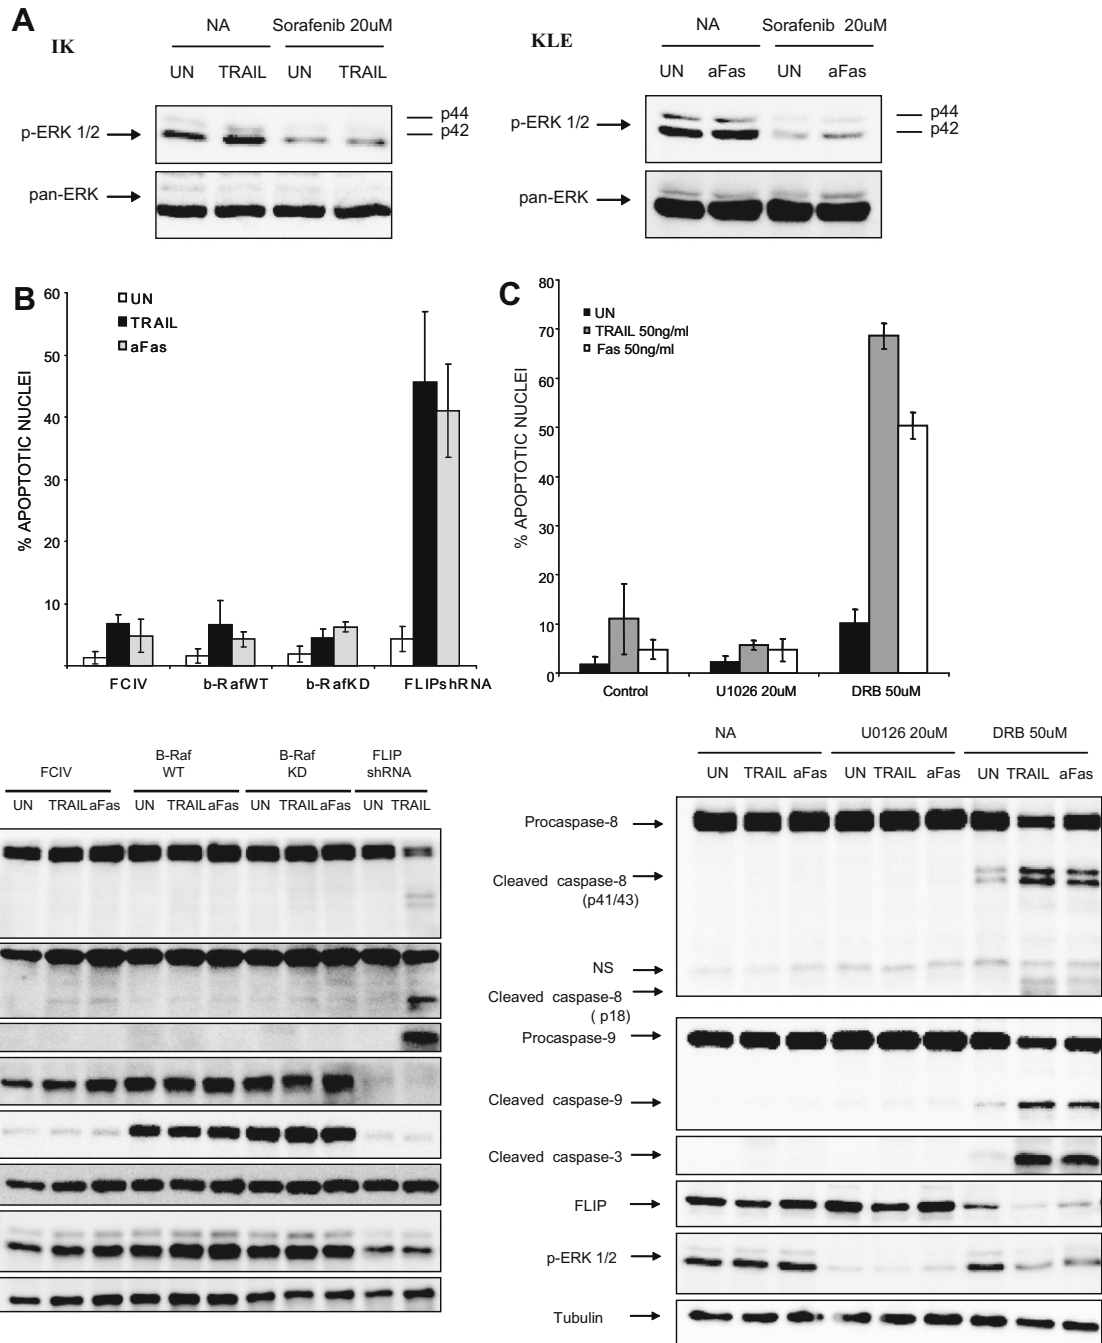 A
IK
NA Sorafenib 20uM
UN TRAIL UN TRAIL
p-ERK 1/2
p44
p42
pan-ERK
KLE
NA Sorafenib 20uM
UN aFas UN aFas
p-ERK 1/2
p44
p42
pan-ERK
B
% APOPTOTIC NUCLEI
60
50
40
30
20
10
UN
TRAIL
aFas
FCIV b-RafWT b-RafKD FLIPshRNA
C
% APOPTOTIC NUCLEI
80
70
60
50
40
30
20
10
0
UN
TRAIL 50ng/ml
Fas 50ng/ml
Control U1026 20uM DRB 50uM
FCIV B-Raf WT B-Raf KD FLIP shRNA
UN TRAIL aFas UN TRAIL aFas UN TRAIL aFas UN TRAIL
NA U0126 20uM DRB 50uM
UN TRAIL aFas UN TRAIL aFas UN TRAIL aFas
Procaspase-8
Cleaved caspase-8
(p41/43)
NS
Cleaved caspase-8
( p18)
Procaspase-9
Cleaved caspase-9
Cleaved caspase-3
FLIP
p-ERK 1/2
Tubulin